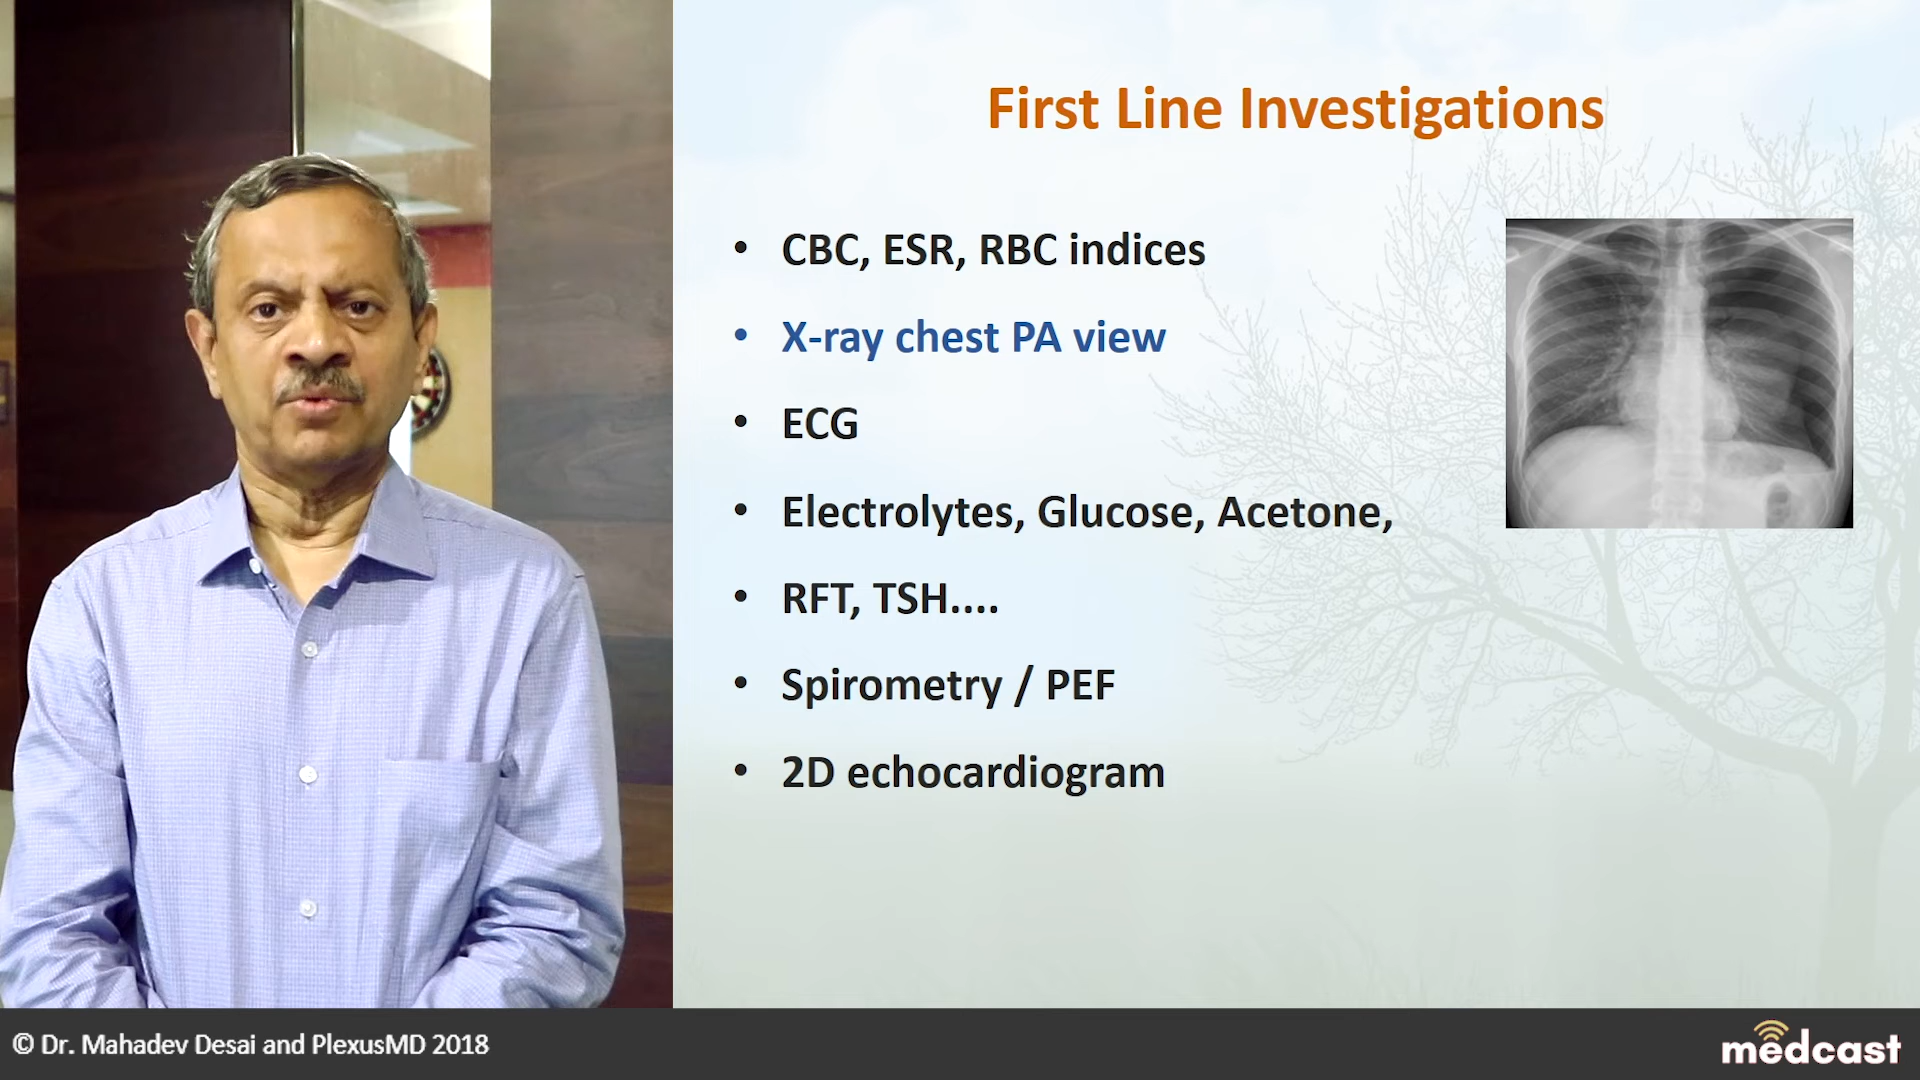 First Line Investigations
• CBC, ESR, RBC indices
• X-ray chest PA view
• ECG
• Electrolytes, Glucose, Acetone,
• RFT, TSH....
• Spirometry / PEF
• 2D echocardiogram
© Dr. Mahadev Desai and PlexusMD 2018
medcast